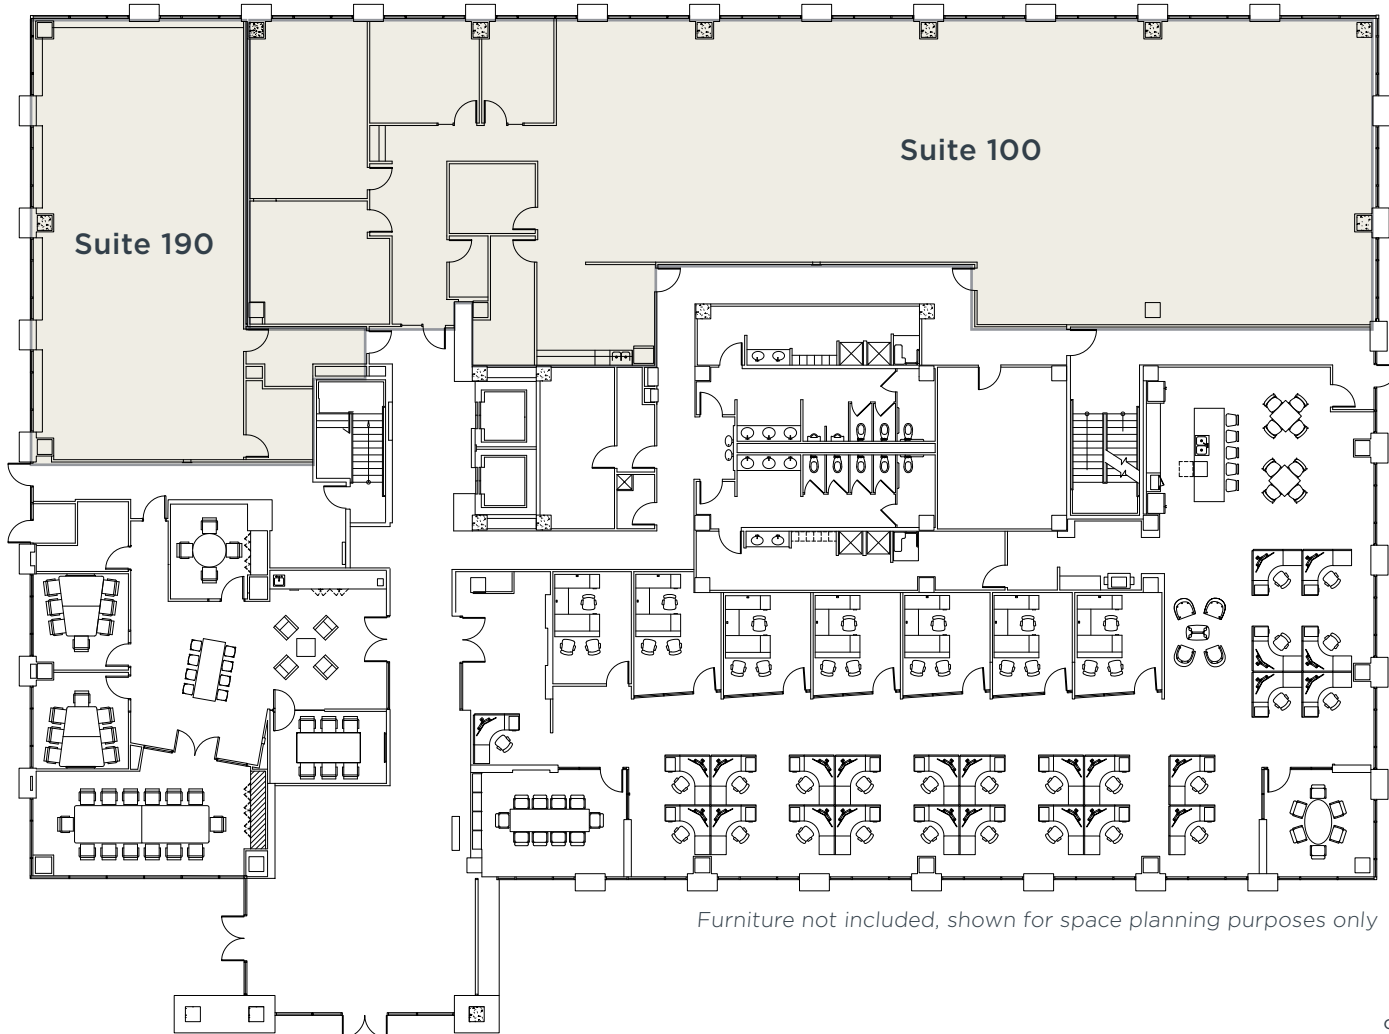 Suite 100
Suite 190
Furniture not included, shown for space planning purposes only